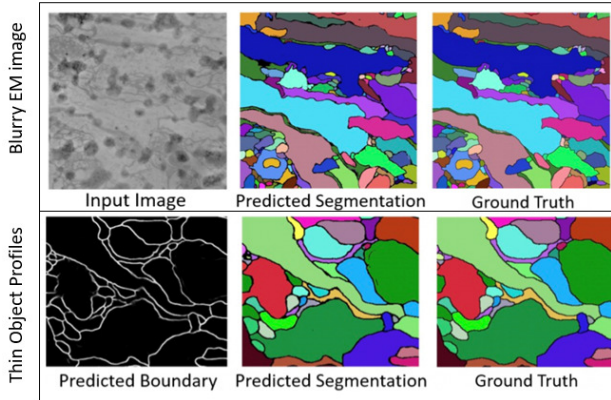 Blurry EM image
Input Image
Predicted Segmentation
Ground Truth
Thin Object Profiles
Predicted Boundary
Predicted Segmentation
Ground Truth